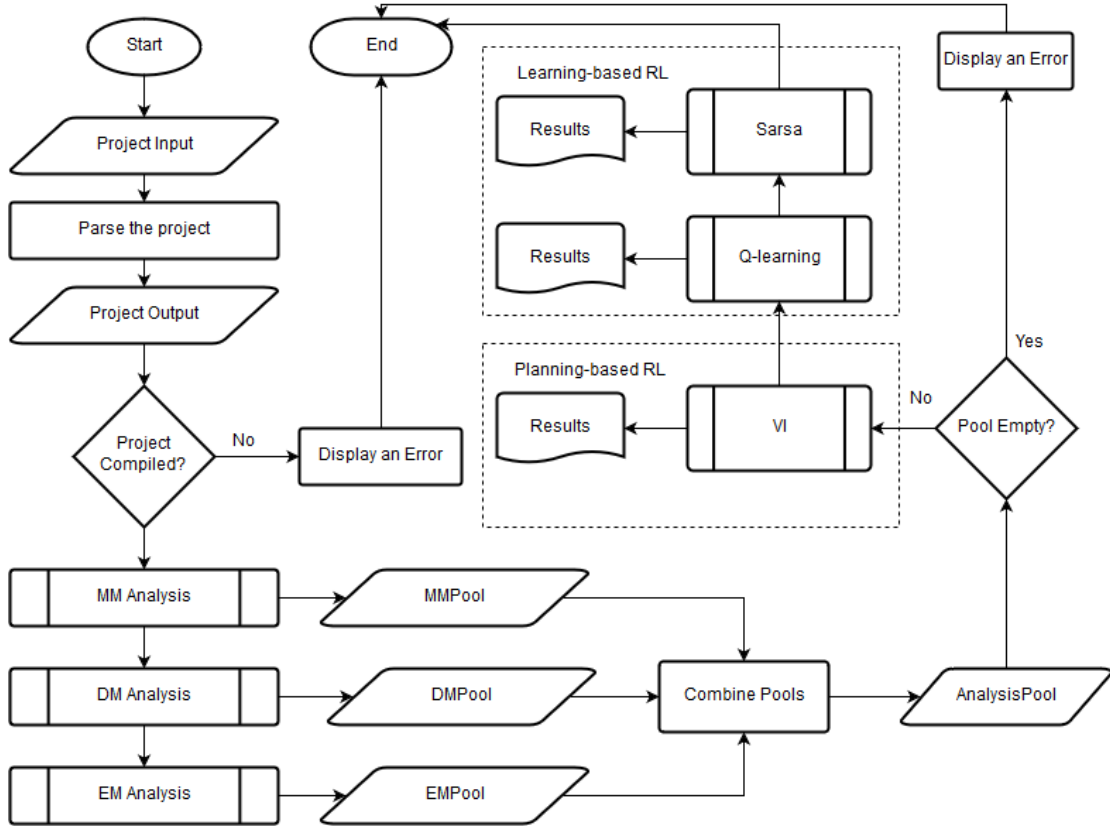 Start
End
Display an Error
Learning-based RL
Results
Sarsa
Project Input
Parse the project
Results
Q-learning
Project Output
Yes
Planning-based RL
No
Results
VI
Pool Empty?
Project
Compiled?
No
Display an Error
MM Analysis
MMPool
DM Analysis
DMPool
Combine Pools
AnalysisPool
EM Analysis
EMPool